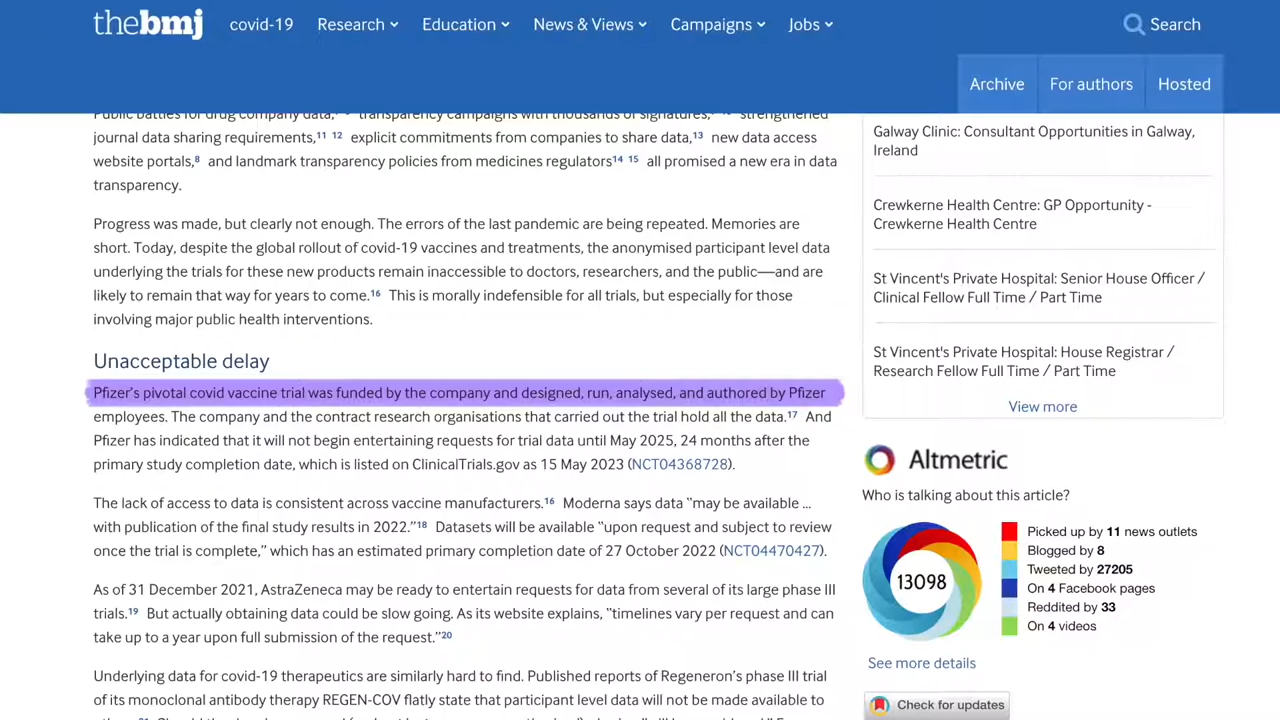 thebmj covid-19 Research Education News & Views Campaigns Jobs Search
Archive For authors Hosted
Public battles for drug company data, transparency campaigns with thousands of signatures, strengthened
journal data sharing requirements,11 12 explicit commitments from companies to share data,13 new data access
website portals,8 and landmark transparency policies from medicines regulators14 15 all promised a new era in data
transparency.
Progress was made, but clearly not enough. The errors of the last pandemic are being repeated. Memories are
short. Today, despite the global rollout of covid-19 vaccines and treatments, the anonymised participant level data
underlying the trials for these new products remain inaccessible to doctors, researchers, and the public—and are
likely to remain that way for years to come.16 This is morally indefensible for all trials, but especially for those
involving major public health interventions.
Unacceptable delay
Pfizer's pivotal covid vaccine trial was funded by the company and designed, run, analysed, and authored by Pfizer
employees. The company and the contract research organisations that carried out the trial hold all the data.17 And
Pfizer has indicated that it will not begin entertaining requests for trial data until May 2025, 24 months after the
primary study completion date, which is listed on ClinicalTrials.gov as 15 May 2023 (NCT04368728).
The lack of access to data is consistent across vaccine manufacturers.16 Moderna says data "may be available ...
with publication of the final study results in 2022."18 Datasets will be available "upon request and subject to review
once the trial is complete," which has an estimated primary completion date of 27 October 2022 (NCT04470427).
As of 31 December 2021, AstraZeneca may be ready to entertain requests for data from several of its large phase III
trials.19 But actually obtaining data could be slow going. As its website explains, "timelines vary per request and can
take up to a year upon full submission of the request."20
Underlying data for covid-19 therapeutics are similarly hard to find. Published reports of Regeneron's phase III trial
of its monoclonal antibody therapy REGEN-COV flatly state that participant level data will not be made available to
Galway Clinic: Consultant Opportunities in Galway,
Ireland
Crewkerne Health Centre: GP Opportunity -
Crewkerne Health Centre
St Vincent's Private Hospital: Senior House Officer /
Clinical Fellow Full Time / Part Time
St Vincent's Private Hospital: House Registrar /
Research Fellow Full Time / Part Time
View more
Altmetric
Who is talking about this article?
13098
Picked up by 11 news outlets
Blogged by 8
Tweeted by 27205
On 4 Facebook pages
Reddited by 33
On 4 videos
See more details
Check for updates